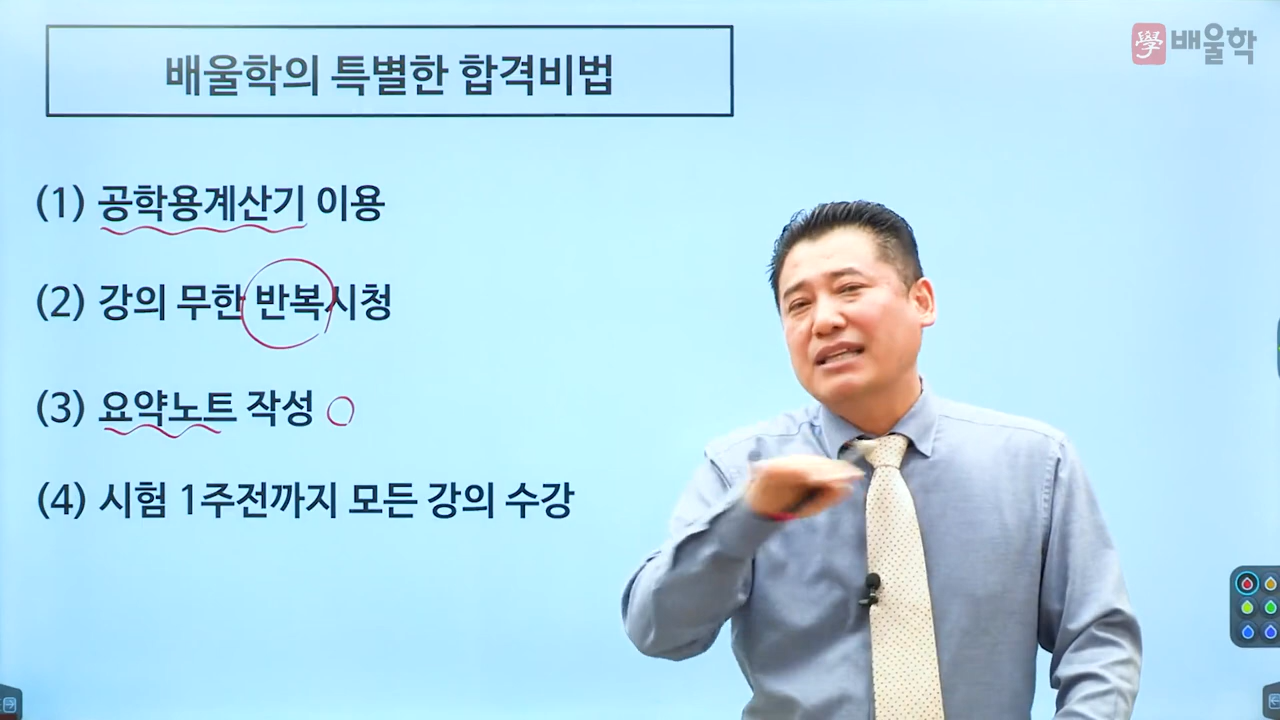 배울학의 특별한 합격비법
學 배울학
(1) 공학용계산기 이용
(2) 강의 무한 반복시청
(3) 요약노트 작성
(4) 시험 1주전까지 모든 강의 수강